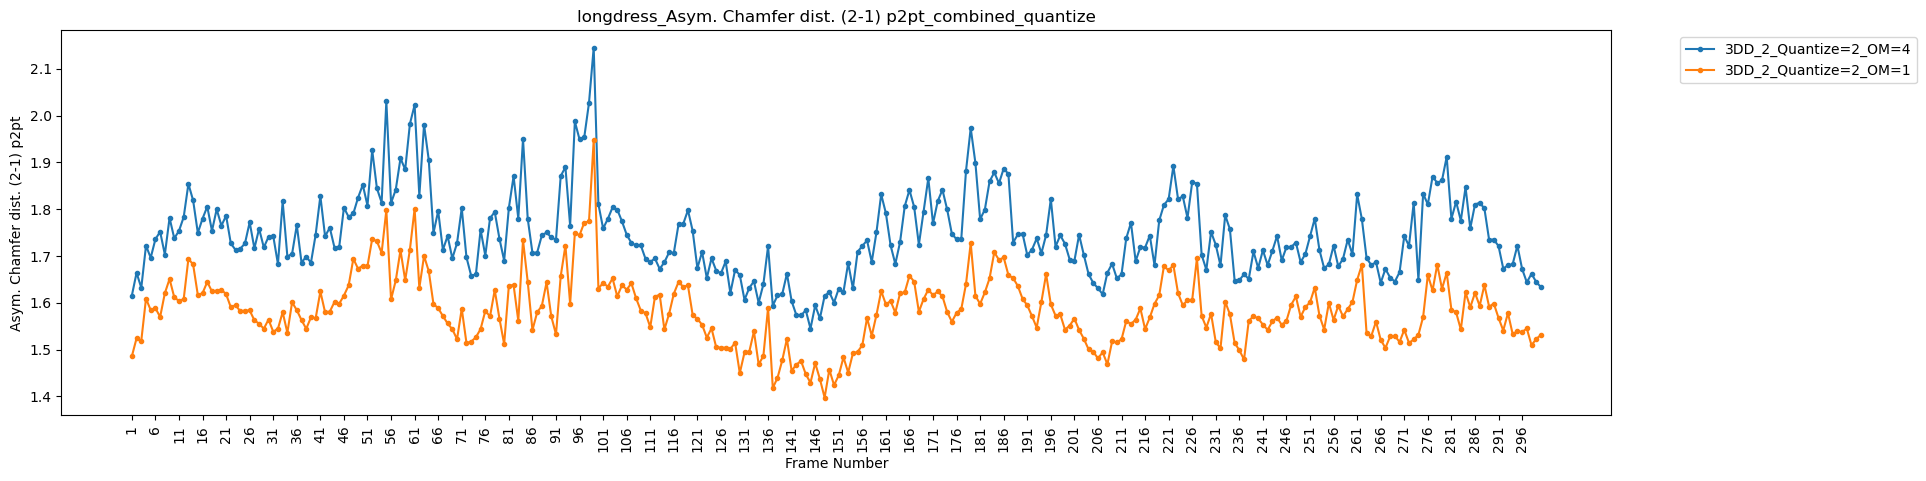 longdress_Asym. Chamfer dist. (2-1) p2pt_combined_quantize
3DD_2_Quantize=2_OM=4
3DD_2_Quantize=2_OM=1
Asym. Chamfer dist. (2-1) p2pt
2.1
2.0
1.9
1.8
1.7
1.6
1.5
1.4
1 6 11 16 21 26 31 36 41 46 51 56 61 66 71 76 81 86 91 96 101 106 111 116 121 126 131 136 141 146 151 156 161 166 171 176 181 186 191 196 201 206 211 216 221 226 231 236 241 246 251 256 261 266 271 276 281 286 291 296
Frame Number